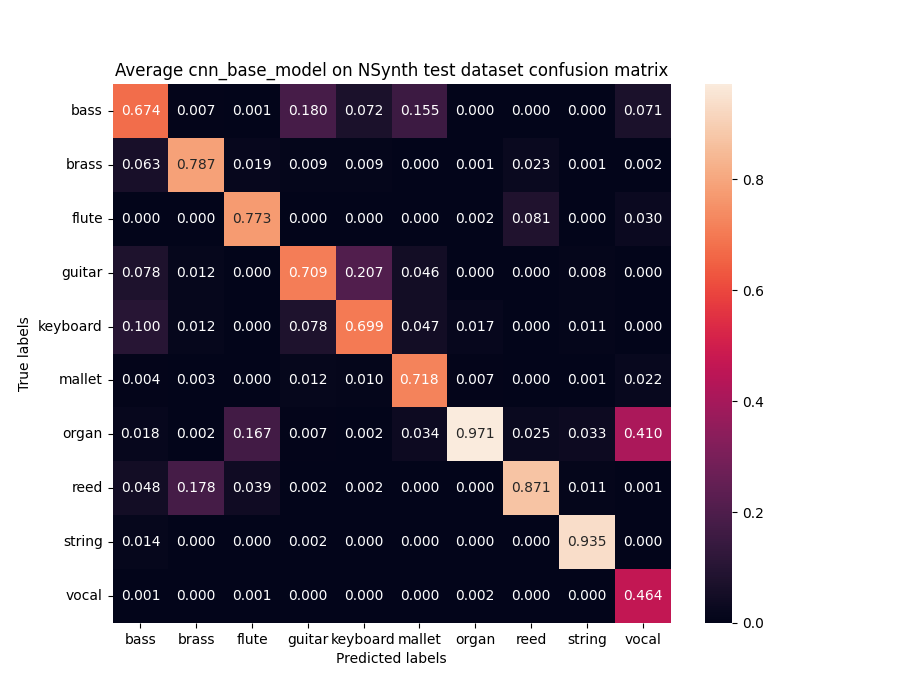 Average cnn_base_model on NSynth test dataset confusion matrix
bass 0.674 0.007 0.001 0.180 0.072 0.155 0.000 0.000 0.000 0.071
brass 0.063 0.787 0.019 0.009 0.009 0.000 0.001 0.023 0.001 0.002
flute 0.000 0.000 0.773 0.000 0.000 0.000 0.002 0.081 0.000 0.030
guitar 0.078 0.012 0.000 0.709 0.207 0.046 0.000 0.000 0.008 0.000
keyboard 0.100 0.012 0.000 0.078 0.699 0.047 0.017 0.000 0.011 0.000
mallet 0.004 0.003 0.000 0.012 0.010 0.718 0.007 0.000 0.001 0.022
organ 0.018 0.002 0.167 0.007 0.002 0.034 0.971 0.025 0.033 0.410
reed 0.048 0.178 0.039 0.002 0.002 0.000 0.000 0.871 0.011 0.001
string 0.014 0.000 0.000 0.002 0.000 0.000 0.000 0.000 0.935 0.000
vocal 0.001 0.000 0.001 0.000 0.000 0.000 0.002 0.000 0.000 0.464
bass brass flute guitar keyboard mallet organ reed string vocal
Predicted labels
True labels
0.8
0.6
0.4
0.2
0.0